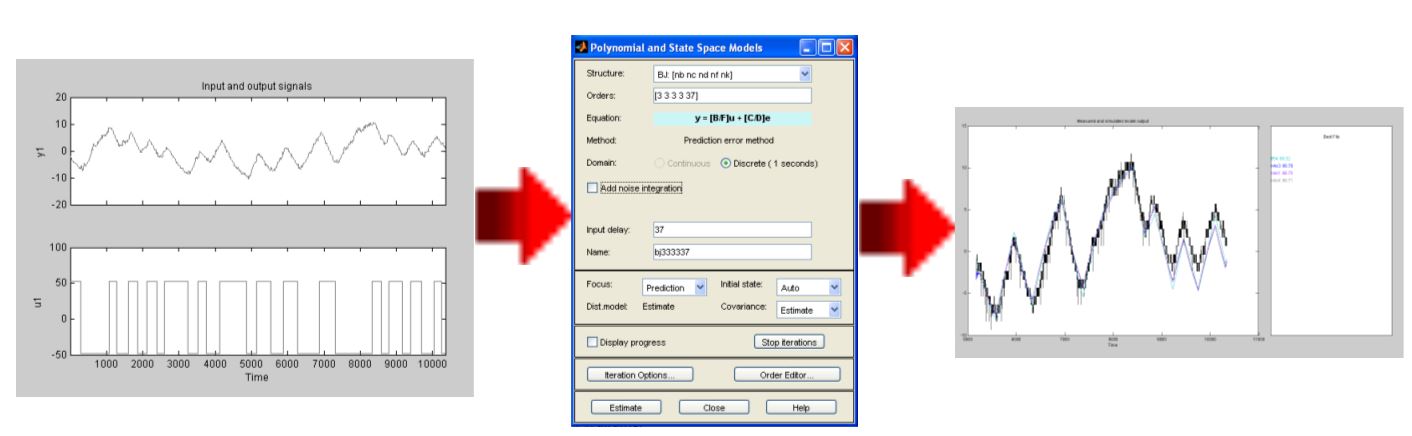 Input and output signals
20
10
0
-10
-20
y1
100
50
0
-50
u1
1000 2000 3000 4000 5000 6000 7000 8000 9000 10000
Time
Polynomial and State Space Models
Structure: BJ: [nb nc nd nf nk]
Orders: [3 3 3 3 37]
Equation: y = [B/F]u + [C/D]e
Method: Prediction error method
Domain: Continuous Discrete ( 1 seconds)
Add noise integration
Input delay: 37
Name: bj333337
Focus: Prediction Initial state: Auto
Dist.model: Estimate Covariance: Estimate
Display progress Stop iterations
Iteration Options... Order Editor...
Estimate Close Help
Measured and simulated model output
Time
Best Fits